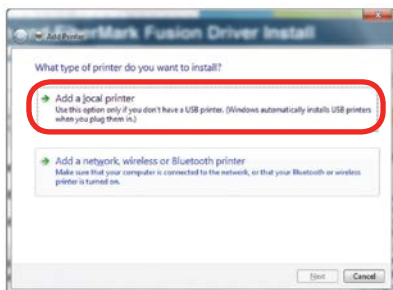 Mark Fusion Driver Install
Add Printer
What type of printer do you want to install?
Add a local printer
Use this option only if you don't have a USB printer. (Windows automatically installs USB printers
when you plug them in.)
Add a network, wireless or Bluetooth printer
Make sure that your computer is connected to the network, or that your Bluetooth or wireless
printer is turned on.
Next
Cancel